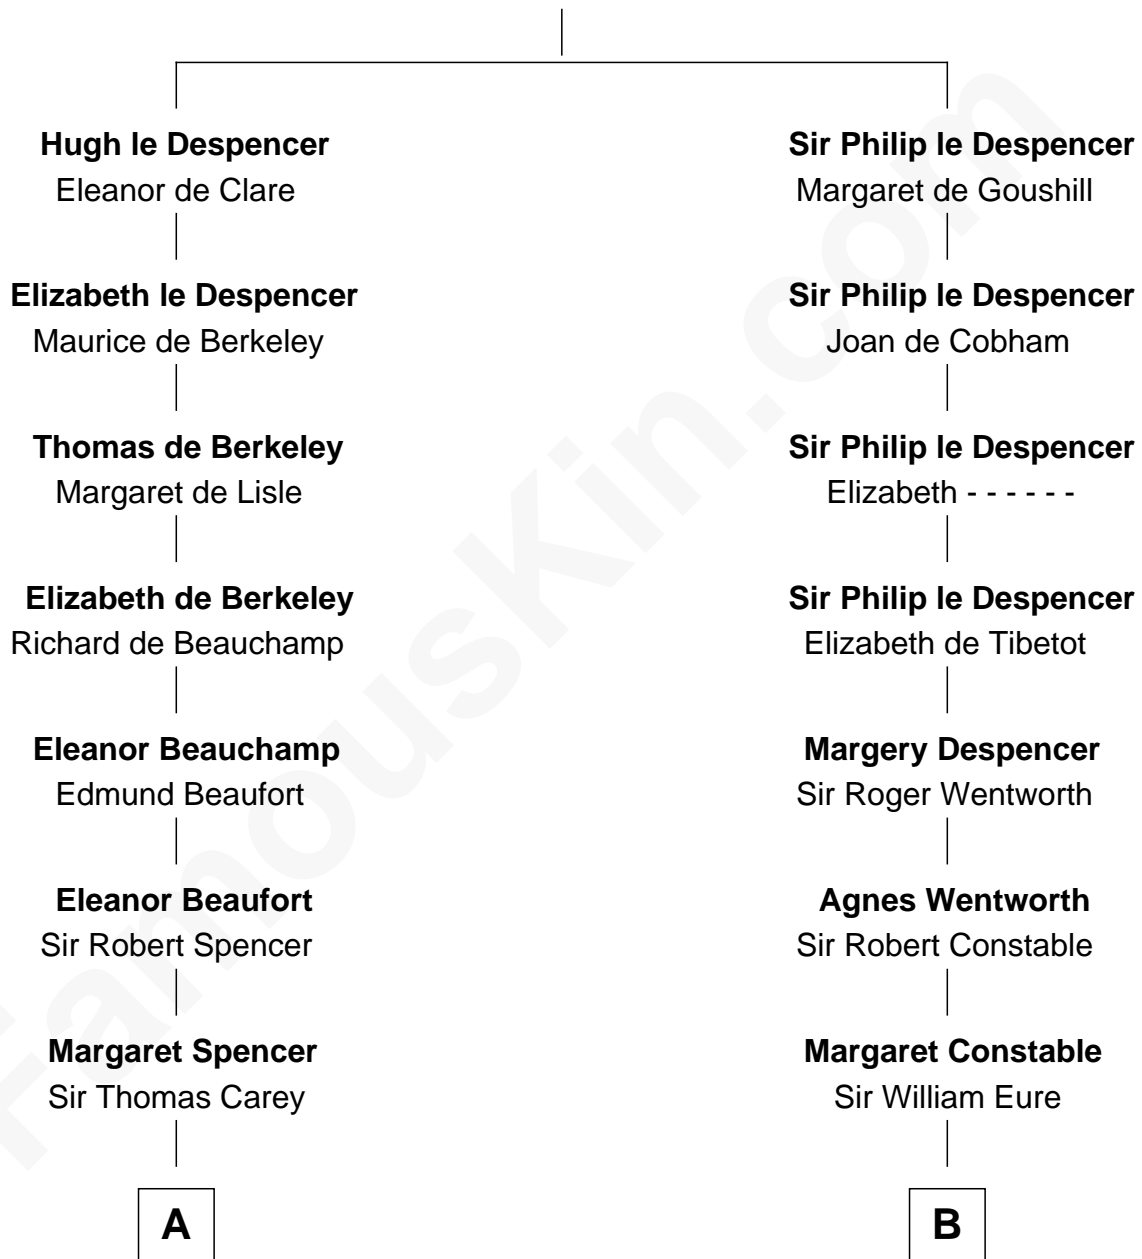 Hugh le Despencer
Eleanor de Clare
Elizabeth le Despencer
Maurice de Berkeley
Thomas de Berkeley
Margaret de Lisle
Elizabeth de Berkeley
Richard de Beauchamp
Eleanor Beauchamp
Edmund Beaufort
Eleanor Beaufort
Sir Robert Spencer
Margaret Spencer
Sir Thomas Carey
A
Sir Philip le Despencer
Margaret de Goushill
Sir Philip le Despencer
Joan de Cobham
Sir Philip le Despencer
Elizabeth - - - - - -
Sir Philip le Despencer
Elizabeth de Tibetot
Margery Despencer
Sir Roger Wentworth
Agnes Wentworth
Sir Robert Constable
Margaret Constable
Sir William Eure
B
FamousKin.com